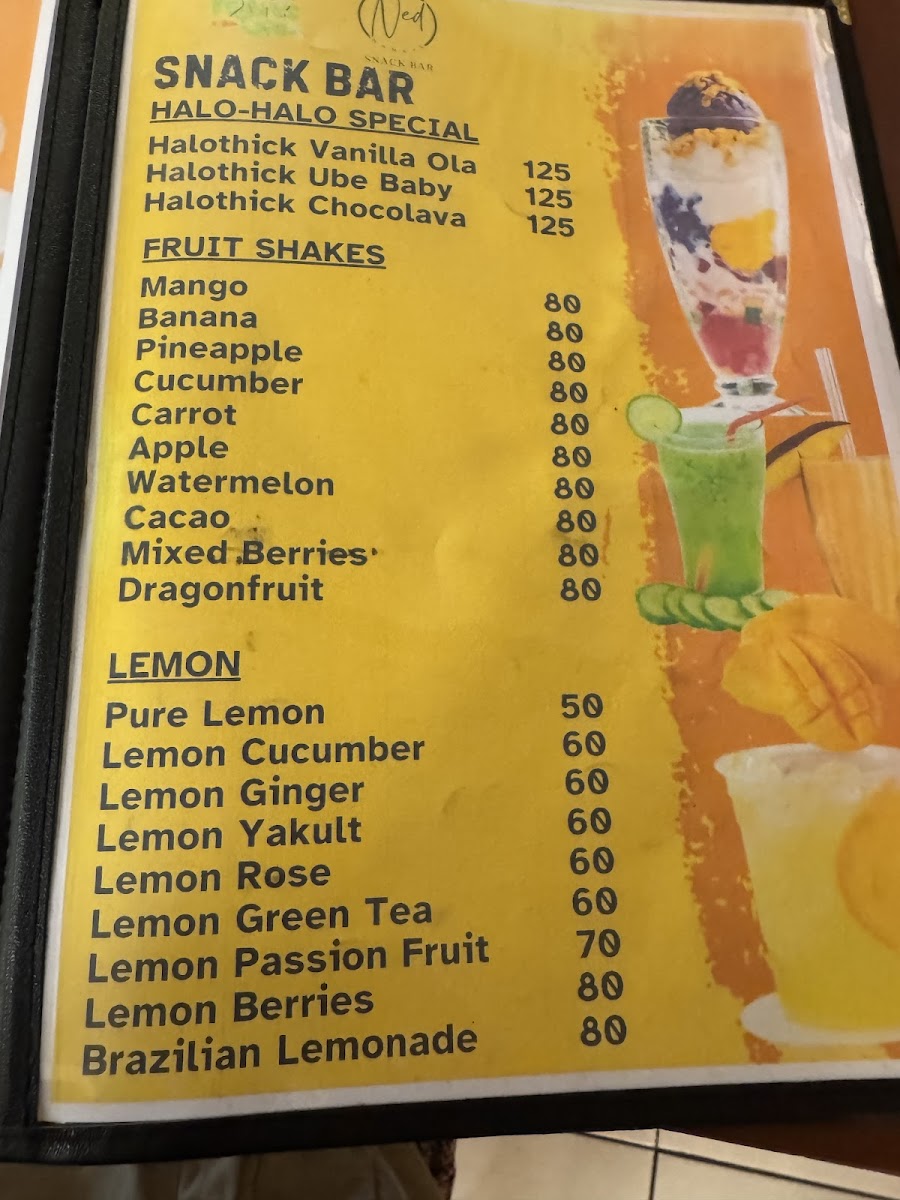 Ned
SNACK BAR
SNACK BAR
HALO-HALO SPECIAL
Halothick Vanilla Ola 125
Halothick Ube Baby 125
Halothick Chocolava 125
FRUIT SHAKES
Mango 80
Banana 80
Pineapple 80
Cucumber 80
Carrot 80
Apple 80
Watermelon 80
Cacao 80
Mixed Berries 80
Dragonfruit 80
LEMON
Pure Lemon 50
Lemon Cucumber 60
Lemon Ginger 60
Lemon Yakult 60
Lemon Rose 60
Lemon Green Tea 60
Lemon Passion Fruit 70
Lemon Berries 80
Brazilian Lemonade 80